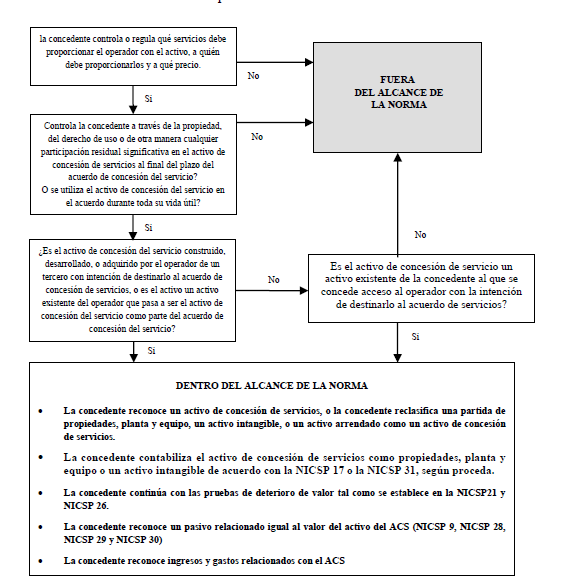 la concedente controla o regula qué servicios debe
proporcionar el operador con el activo, a quién
debe proporcionarlos y a qué precio.
No
FUERA
DEL ALCANCE DE
LA NORMA
Si
Controla la concedente a través de la propiedad,
del derecho de uso o de otra manera cualquier
participación residual significativa en el activo de
concesión de servicios al final del plazo del
acuerdo de concesión del servicio?
O se utiliza el activo de concesión del servicio en
el acuerdo durante toda su vida útil?
No
Si
No
¿Es el activo de concesión del servicio construido,
desarrollado, o adquirido por el operador de un
tercero con intención de destinarlo al acuerdo de
concesión de servicios, o es el activo un activo
existente del operador que pasa a ser el activo de
concesión del servicio como parte del acuerdo de
concesión del servicio?
No
Es el activo de concesión de servicio un
activo existente de la concedente al que se
concede acceso al operador con la intención
de destinarlo al acuerdo de servicios?
Si
Si
DENTRO DEL ALCANCE DE LA NORMA
• La concedente reconoce un activo de concesión de servicios, o la concedente reclasifica una partida de
propiedades, planta y equipo, un activo intangible, o un activo arrendado como un activo de concesión
de servicios.
• La concedente contabiliza el activo de concesión de servicios como propiedades, planta y
equipo o un activo intangible de acuerdo con la NICSP 17 o la NICSP 31, según proceda.
• La concedente continúa con las pruebas de deterioro de valor tal como se establece en la NICSP21 y
NICSP 26.
• La concedente reconoce un pasivo relacionado igual al valor del activo del ACS (NICSP 9, NICSP 28,
NICSP 29 y NICSP 30)
• La concedente reconoce ingresos y gastos relacionados con el ACS